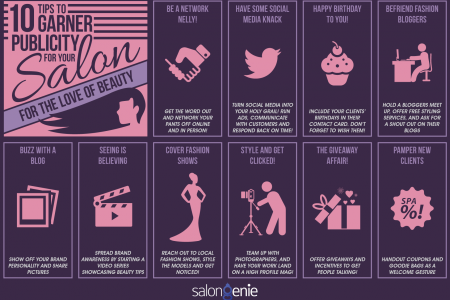 10 TIPS TO
GARNER
PUBLICITY
FOR YOUR
Salon
FOR THE LOVE OF BEAUTY
BE A NETWORK
NELLY!
GET THE WORD OUT
AND NETWORK YOUR
PANTS OFF ONLINE
AND IN PERSON!
HAVE SOME SOCIAL
MEDIA KNACK
TURN SOCIAL MEDIA INTO
YOUR HOLY GRAIL! RUN
ADS, COMMUNICATE
WITH CUSTOMERS AND
RESPOND BACK ON TIME!
HAPPY BIRTHDAY
TO YOU!
INCLUDE YOUR CLIENTS'
BIRTHDAYS IN THEIR
CONTACT CARD. DON'T
FORGET TO WISH THEM!
BEFRIEND FASHION
BLOGGERS
HOLD A BLOGGERS MEET
UP, OFFER FREE STYLING
SERVICES, AND ASK FOR
A SHOUT OUT ON THEIR
BLOGS
BUZZ WITH A
BLOG
SHOW OFF YOUR BRAND
PERSONALITY AND SHARE
PICTURES
SEEING IS
BELIEVING
SPREAD BRAND
AWARENESS BY STARTING A
VIDEO SERIES
SHOWCASING BEAUTY TIPS
COVER FASHION
SHOWS
REACH OUT TO LOCAL
FASHION SHOWS, STYLE
THE MODELS AND GET
NOTICED!
STYLE AND GET
CLICKED!
TEAM UP WITH
PHOTOGRAPHERS, AND
HAVE YOUR WORK LAND
ON A HIGH PROFILE MAG!
THE GIVEAWAY
AFFAIR!
OFFER GIVEAWAYS AND
INCENTIVES TO GET
PEOPLE TALKING!
PAMPER NEW
CLIENTS
SPA
%!
HANDOUT COUPONS AND
GOODIE BAGS AS A
WELCOME GESTURE
salongenie